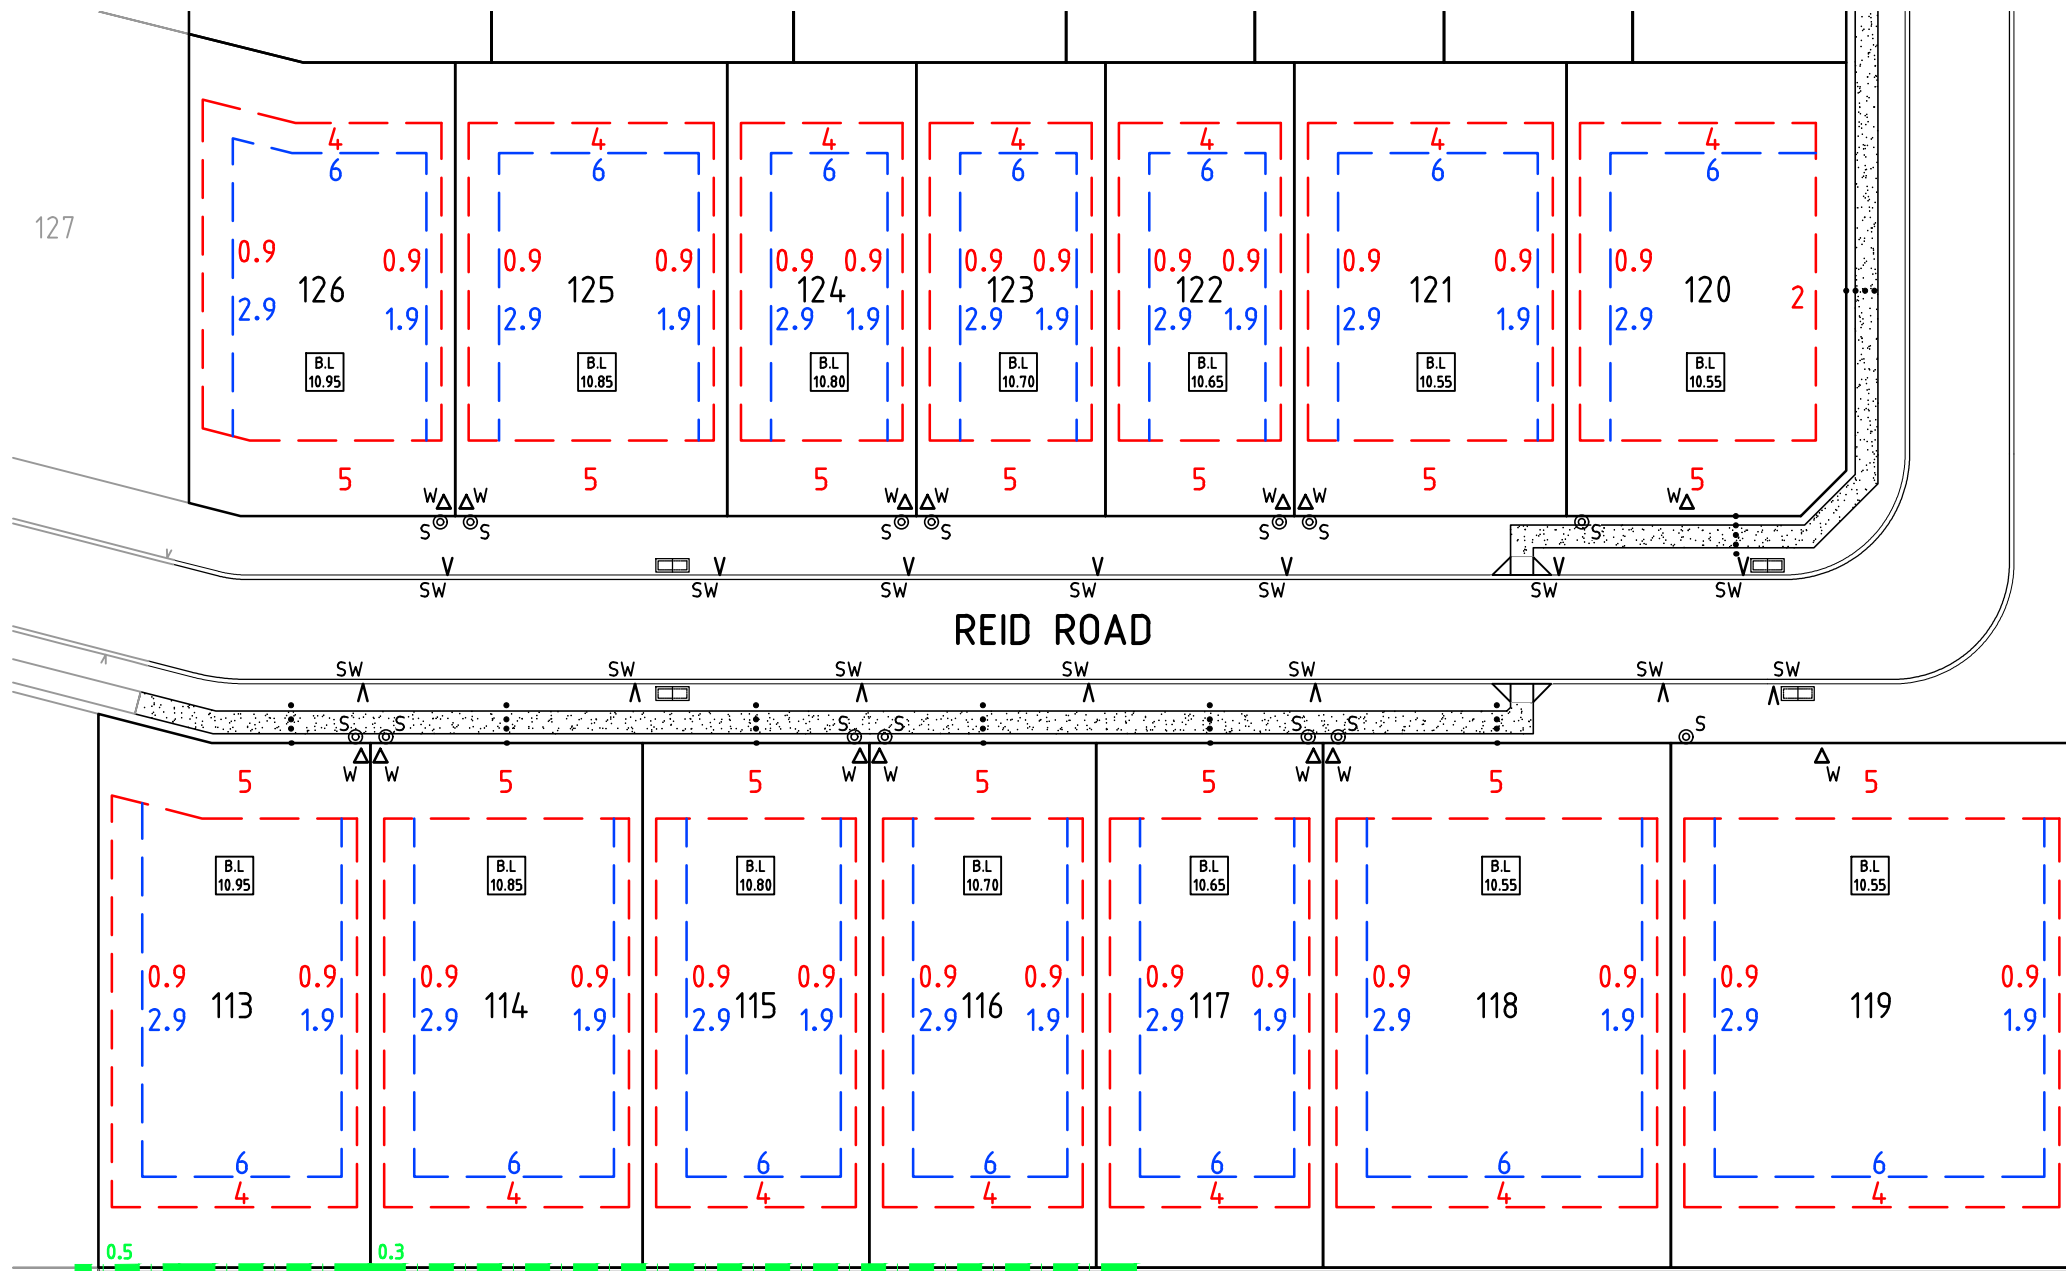 4 4 4 4 4 4 4
6 6 6 6 6 6 6
127
0.9 0.9 0.9 0.9 0.9 0.9 0.9 0.9 0.9 0.9 0.9 0.9 0.9
126 125 124 123 122 121 120
2
2.9 1.9 2.9 1.9 2.9 1.9 2.9 1.9 2.9 1.9 2.9 1.9 2.9
B.L B.L B.L B.L B.L B.L B.L
10.95 10.85 10.80 10.70 10.65 10.55 10.55
5 5 5 5 5 5 5
W W W W W W W
S S S S S S S
SW SW SW SW SW SW SW
REID ROAD
SW SW SW SW SW SW SW
S S S S S S S
W W W W W W W
5 5 5 5 5 5 5
B.L B.L B.L B.L B.L B.L B.L
10.95 10.85 10.80 10.70 10.65 10.55 10.55
0.9 0.9 0.9 0.9 0.9 0.9 0.9 0.9 0.9 0.9 0.9 0.9 0.9 0.9
113 114 115 116 117 118 119
2.9 1.9 2.9 1.9 2.9 1.9 2.9 1.9 2.9 1.9 2.9 1.9 2.9 1.9
6 6 6 6 6 6 6
4 4 4 4 4 4 4
0.5 0.3